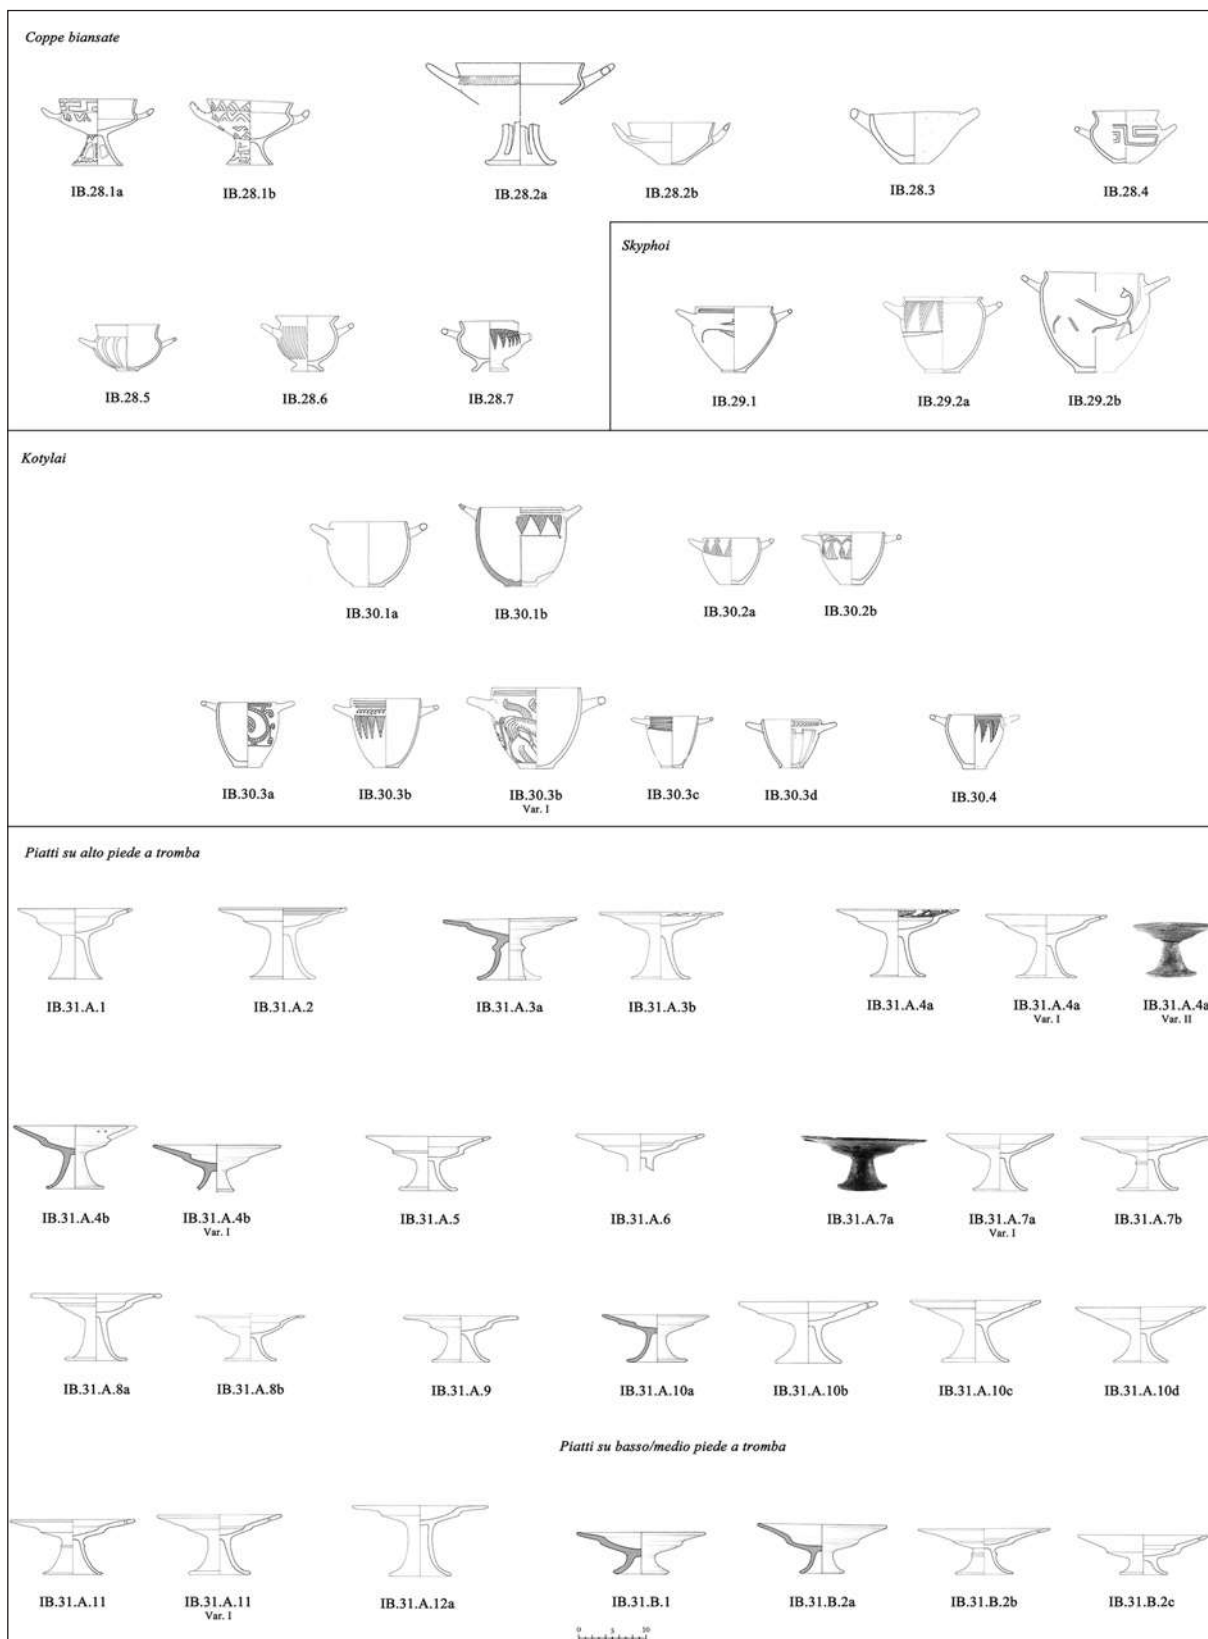 Coppe biansate
IB.28.1a
IB.28.1b
IB.28.2a
IB.28.2b
IB.28.3
IB.28.4
Skyphoi
IB.28.5
IB.28.6
IB.28.7
IB.29.1
IB.29.2a
IB.29.2b
Kotylai
IB.30.1a
IB.30.1b
IB.30.2a
IB.30.2b
IB.30.3a
IB.30.3b
IB.30.3b
Var. I
IB.30.3c
IB.30.3d
IB.30.4
Piatti su alto piede a tromba
IB.31.A.1
IB.31.A.2
IB.31.A.3a
IB.31.A.3b
IB.31.A.4a
IB.31.A.4a
Var. I
IB.31.A.4a
Var. II
IB.31.A.4b
IB.31.A.4b
Var. I
IB.31.A.5
IB.31.A.6
IB.31.A.7a
IB.31.A.7a
Var. I
IB.31.A.7b
IB.31.A.8a
IB.31.A.8b
IB.31.A.9
IB.31.A.10a
IB.31.A.10b
IB.31.A.10c
IB.31.A.10d
Piatti su basso/medio piede a tromba
IB.31.A.11
IB.31.A.11
Var. I
IB.31.A.12a
IB.31.B.1
IB.31.B.2a
IB.31.B.2b
IB.31.B.2c
0 5 10